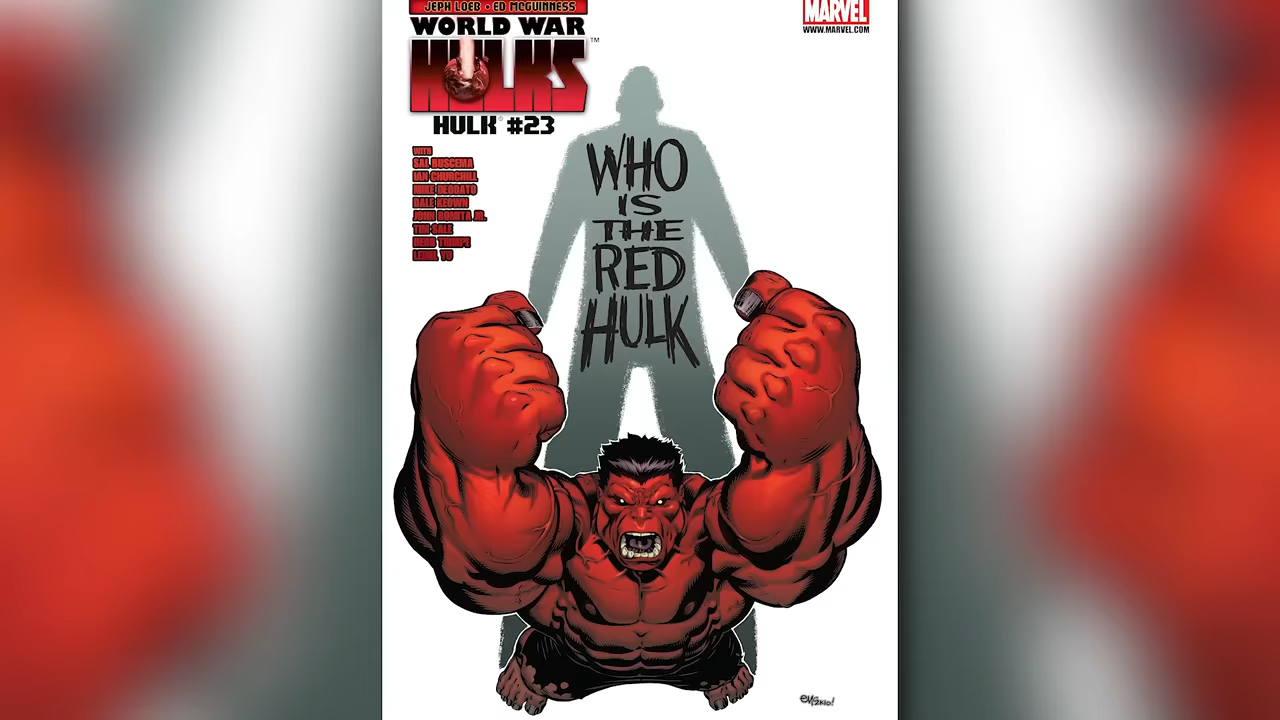 JEPH LOEB • ED McGUINNESS
WORLD WAR
HULKS™
HULK #23
WITH
SAL BUSCEMA
IAN CHURCHILL
MIKE DEODATO
DALE KEOWN
JOHN ROMITA JR.
TIM SALE
HERB TRIMPE
LEINIL YU
MARVEL
WWW.MARVEL.COM
WHO
IS
THE
RED
HULK